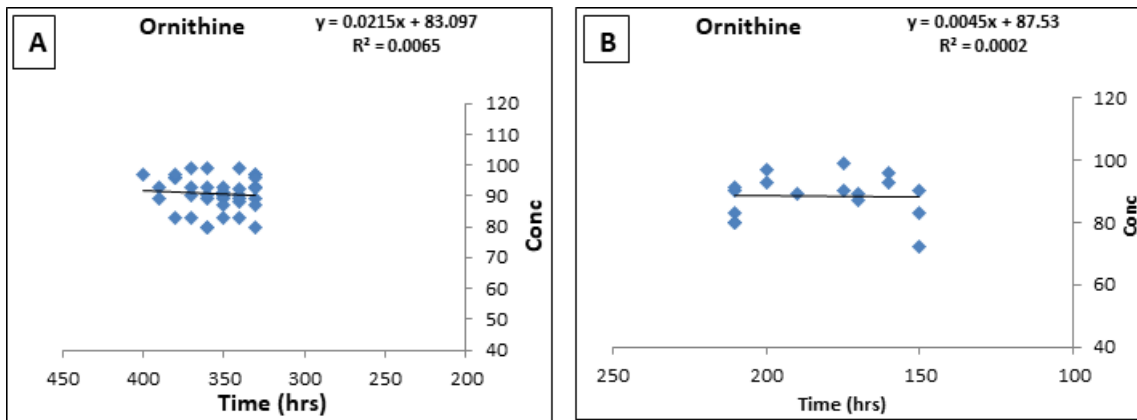 A
Ornithine
y = 0.0215x + 83.097
R² = 0.0065
120
110
100
90
80
70
60
50
40
Conc
450 400 350 300 250 200
Time (hrs)
B
Ornithine
y = 0.0045x + 87.53
R² = 0.0002
120
100
80
60
40
Conc
250 200 150 100
Time (hrs)